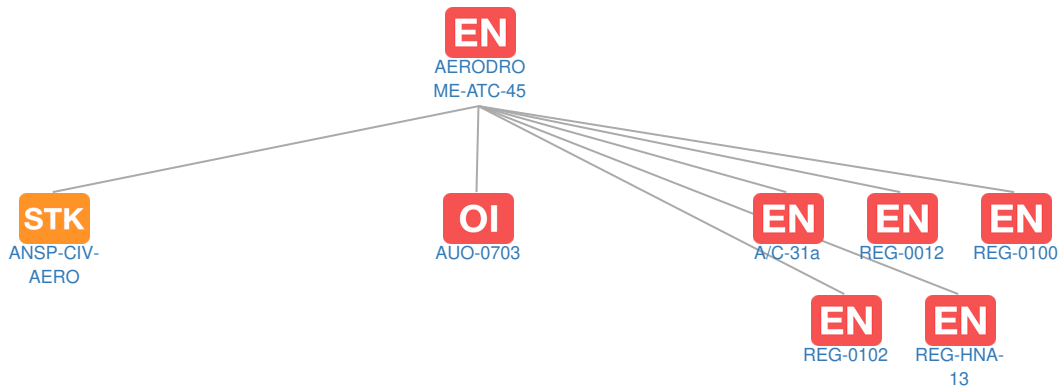 EN
AERODRO
ME-ATC-45
STK
ANSP-CIV-
AERO
OI
AUO-0703
EN
A/C-31a
EN
REG-0012
EN
REG-0100
EN
REG-0102
EN
REG-HNA-
13